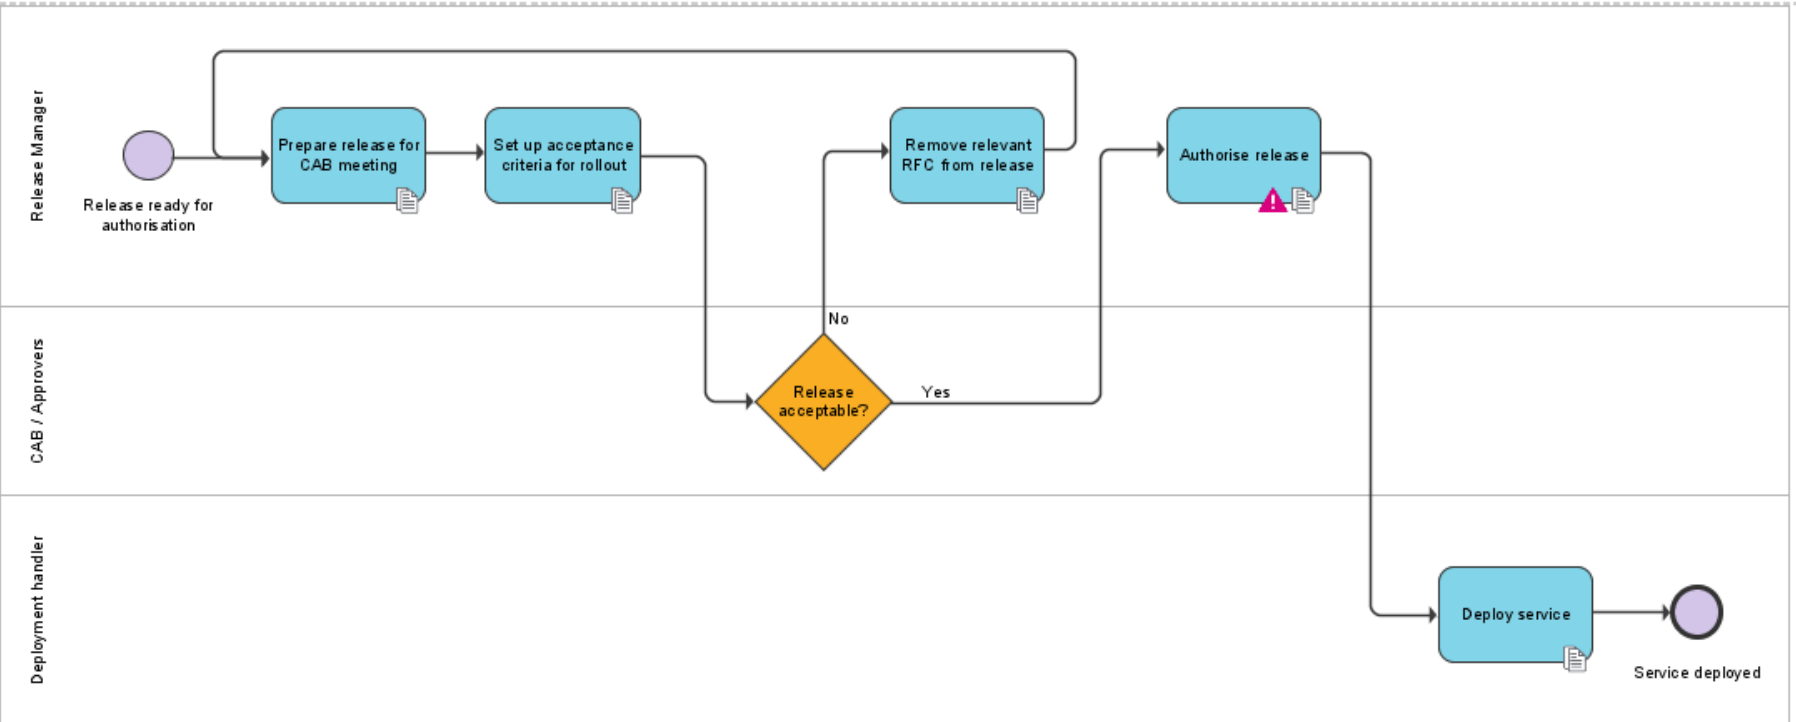 Release Manager
Release ready for
authorisation
Prepare release for
CAB meeting
Set up acceptance
criteria for rollout
Remove relevant
RFC from release
Authorise release
CAB / Approvers
No
Release
acceptable?
Yes
Deployment handler
Deploy service
Service deployed